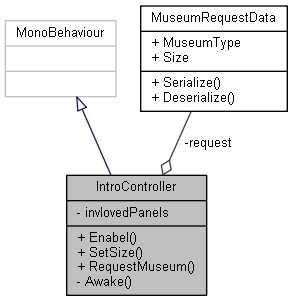 MonoBehaviour
MuseumRequestData
+ MuseumType
+ Size
+ Serialize()
+ Deserialize()
-request
IntroController
- invlovedPanels
+ Enabel()
+ SetSize()
+ RequestMuseum()
- Awake()